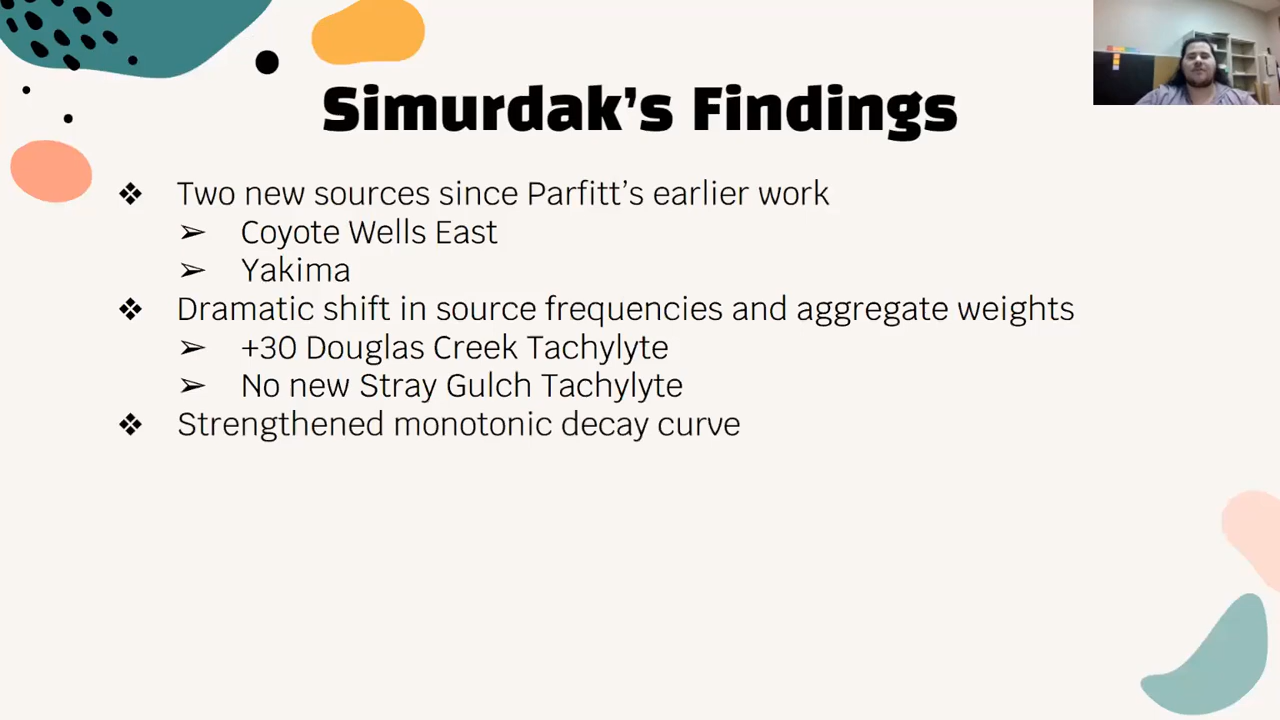 Simurdak’s Findings
❖ Two new sources since Parfitt’s earlier work
➢ Coyote Wells East
➢ Yakima
❖ Dramatic shift in source frequencies and aggregate weights
➢ +30 Douglas Creek Tachylyte
➢ No new Stray Gulch Tachylyte
❖ Strengthened monotonic decay curve